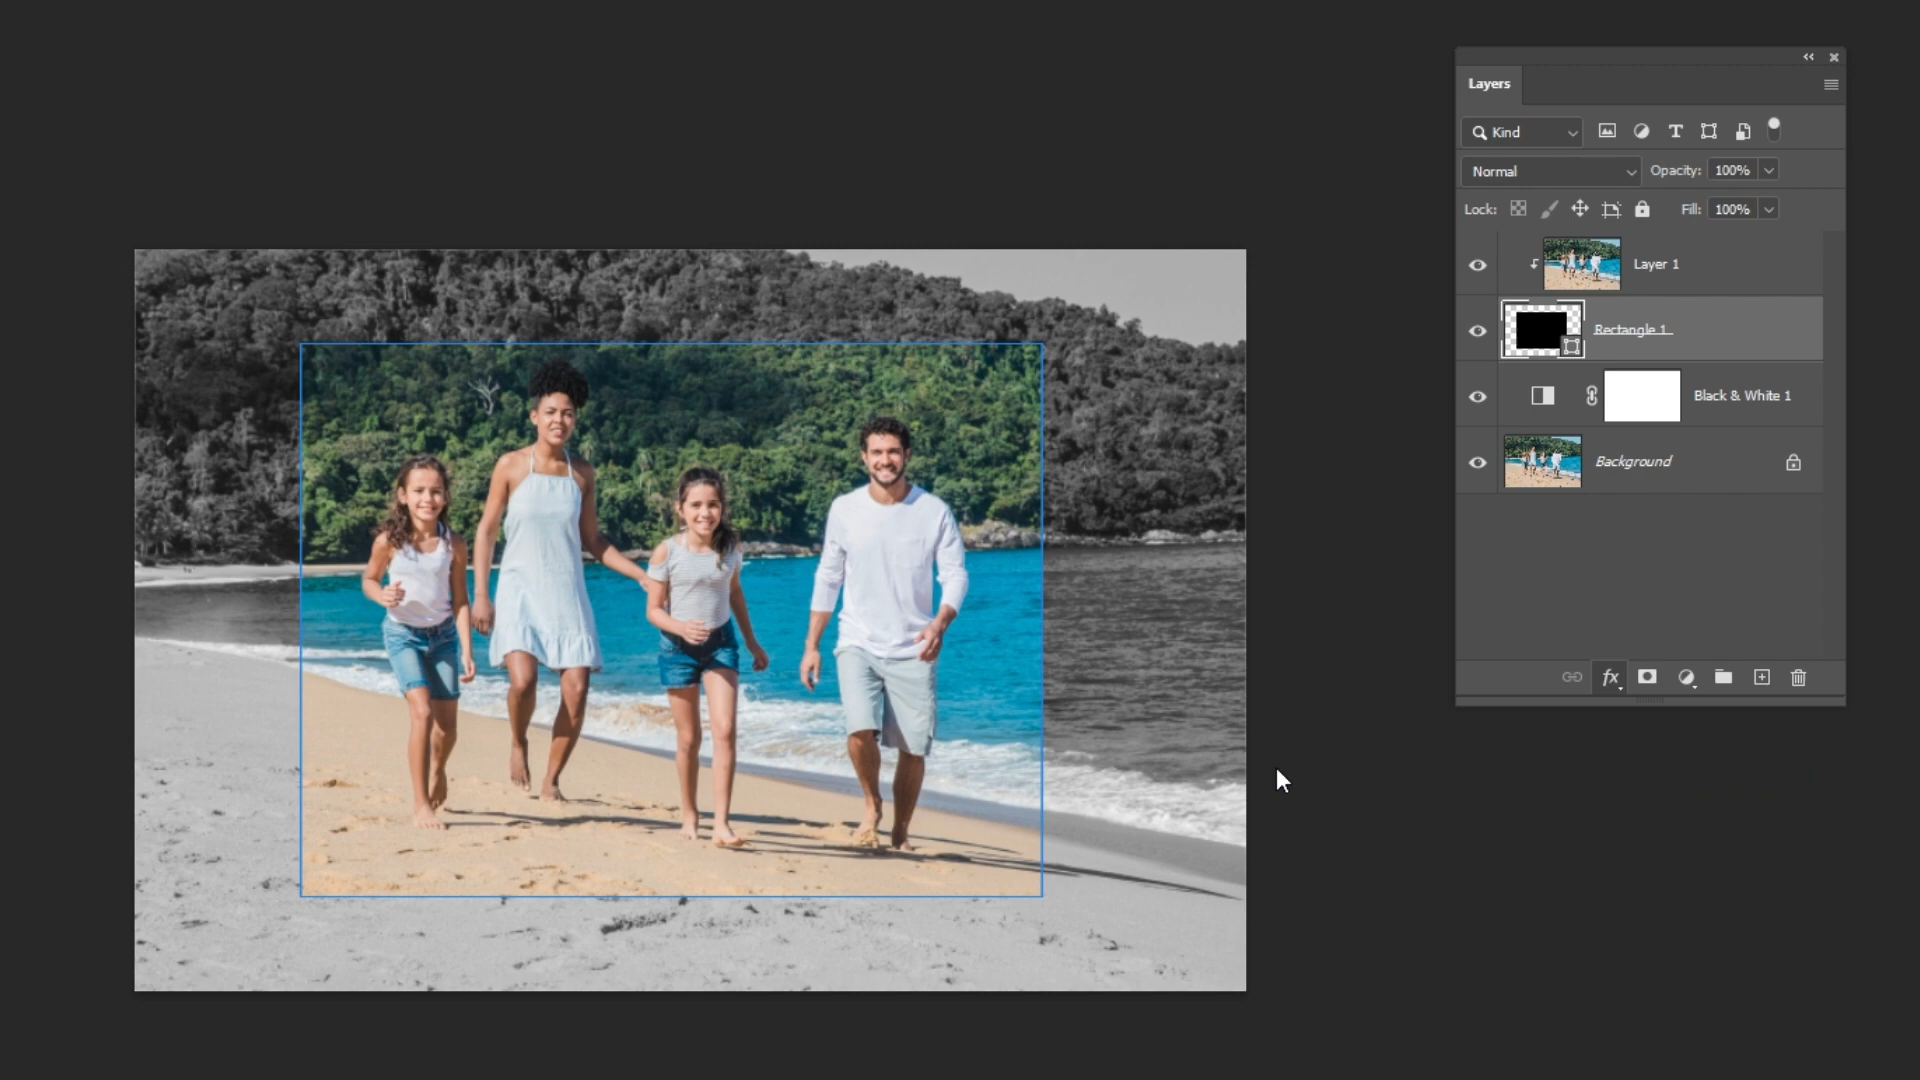 Layers
Kind
Normal
Opacity: 100%
Lock:
Fill: 100%
Layer 1
Rectangle 1
Black & White 1
Background
fx